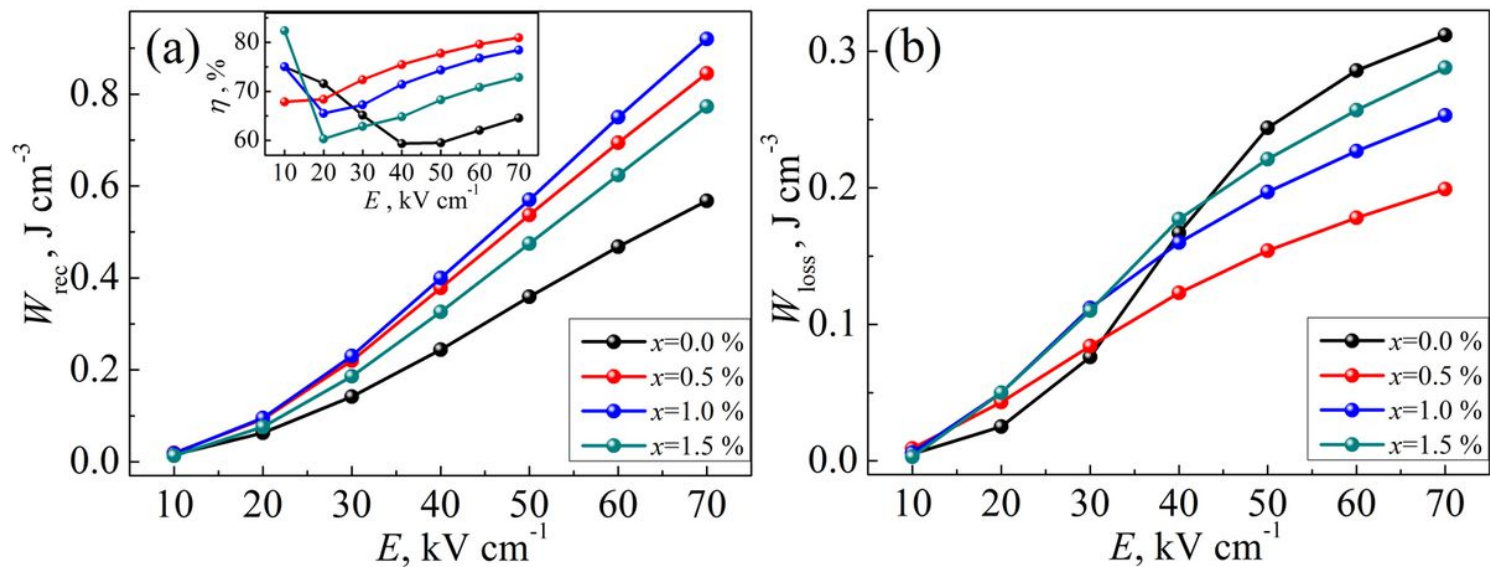 (a)
80
70
60
η, %
10 20 30 40 50 60 70
E, kV cm⁻¹
0.8
0.6
0.4
0.2
0.0
W_rec, J cm⁻³
x=0.0 %
x=0.5 %
x=1.0 %
x=1.5 %
10 20 30 40 50 60 70
E, kV cm⁻¹
(b)
0.3
0.2
0.1
0.0
W_loss, J cm⁻³
x=0.0 %
x=0.5 %
x=1.0 %
x=1.5 %
10 20 30 40 50 60 70
E, kV cm⁻¹